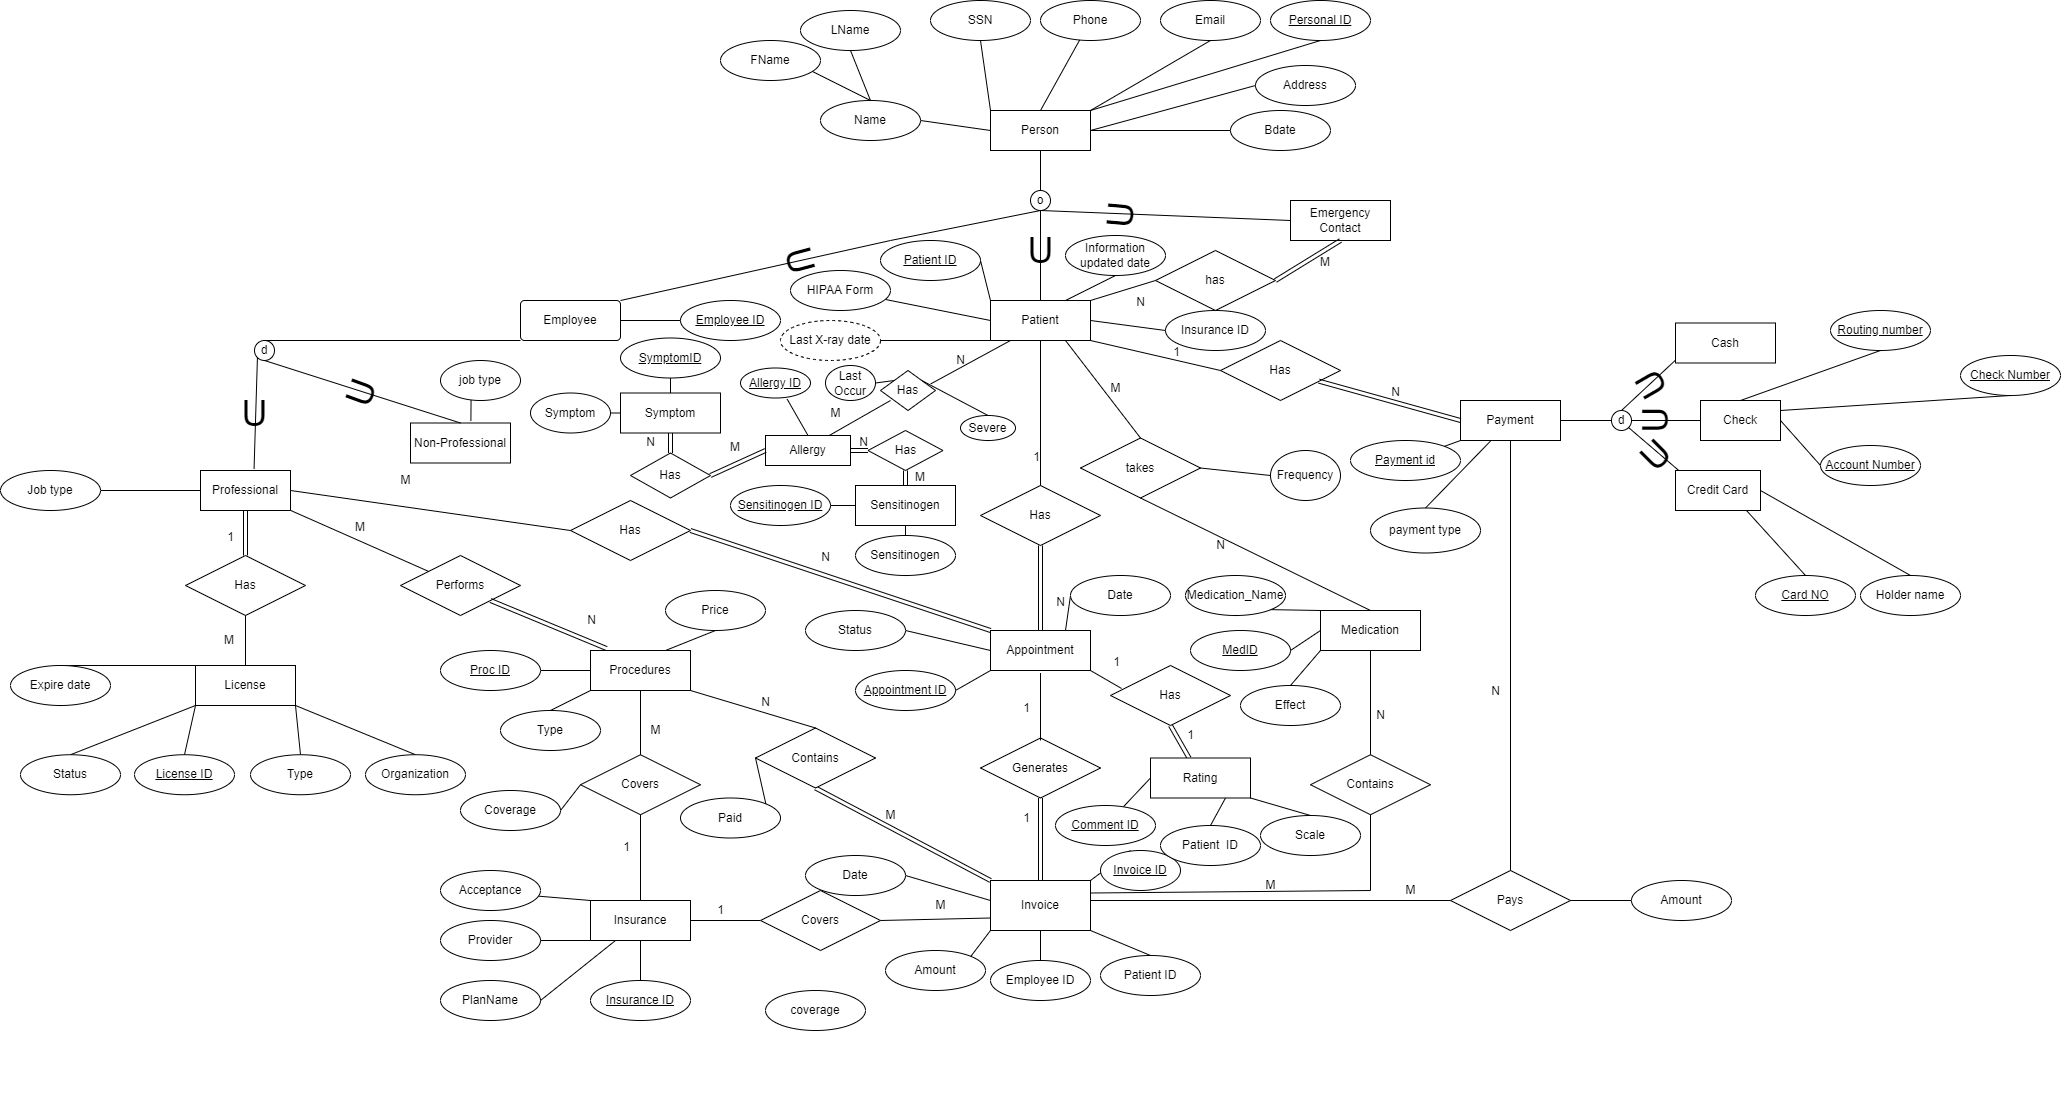 SSN
Phone
Email
Personal ID
LName
FName
Address
Name
Person
Bdate
o
Emergency
Contact
Information
updated date
Patient ID
M
has
HIPAA Form
N
Employee
Employee ID
Patient
Insurance ID
Last X-ray date
Routing number
Cash
d
SymptomID
1
N
Has
job type
Allergy ID
Last
Occur
Has
M
N
Check Number
Symptom
Symptom
M
Severe
Payment
d
Check
Non-Professional
N
M
Allergy
N
Has
1
takes
Payment id
Account Number
M
Has
M
Frequency
Job type
Professional
Sensitinogen ID
Sensitinogen
Credit Card
M
1
Has
Has
payment type
N
Sensitinogen
N
Has
Performs
Date
Medication_Name
Card NO
Holder name
N
Price
N
M
Status
Appointment
Medication
Proc ID
Procedures
1
MedID
Expire date
License
Appointment ID
Has
N
Type
M
N
1
Effect
N
1
Status
License ID
Type
Organization
Covers
Contains
Generates
Rating
Contains
Coverage
Paid
M
1
Comment ID
Scale
1
Patient  ID
Date
Invoice ID
Acceptance
M
M
1
M
Insurance
Covers
Invoice
Pays
Amount
Provider
Amount
Employee ID
Patient ID
PlanName
Insurance ID
coverage